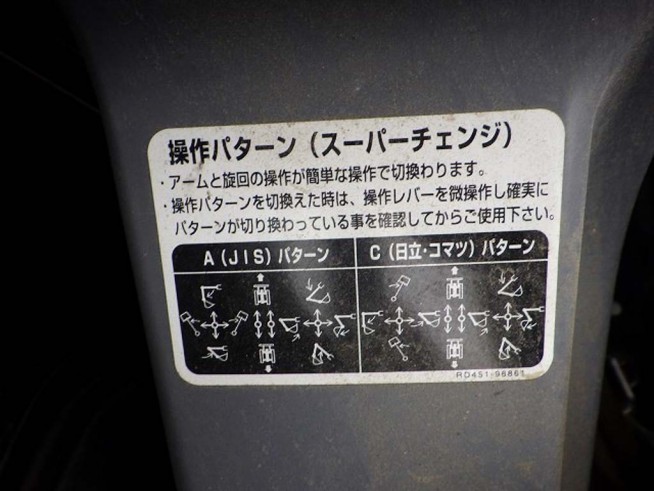 操作パターン（スーパーチェンジ）
・アームと旋回の操作が簡単な操作で切換わります。
・操作パターンを切換えた時は、操作レバーを微操作し確実に
パターンが切り換わっている事を確認してからご使用下さい。
A（JIS）パターン
C（日立・コマツ）パターン
RD451-96861